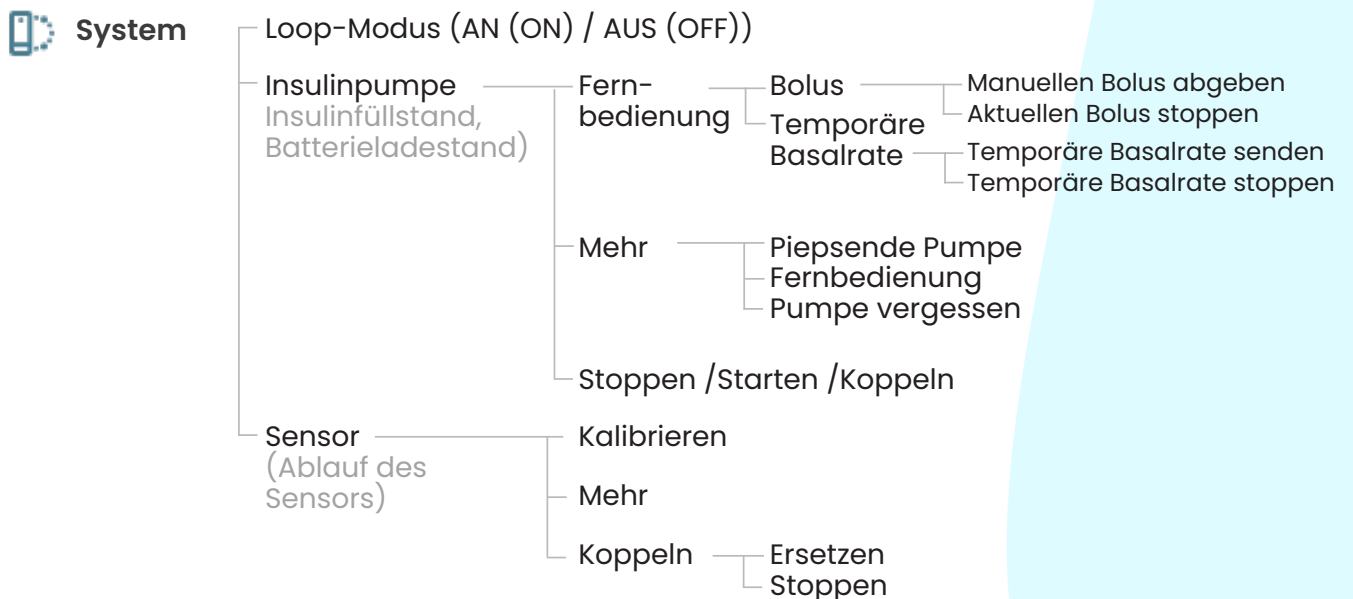 System
Loop-Modus (AN (ON) / AUS (OFF))
Insulinpumpe
Insulinfüllstand,
Batterieladestand)
Fern-
bedienung
Bolus
Manuellen Bolus abgeben
Aktuellen Bolus stoppen
Temporäre
Basalrate
Temporäre Basalrate senden
Temporäre Basalrate stoppen
Mehr
Piepsende Pumpe
Fernbedienung
Pumpe vergessen
Stoppen /Starten /Koppeln
Sensor
(Ablauf des
Sensors)
Kalibrieren
Mehr
Koppeln
Ersetzen
Stoppen